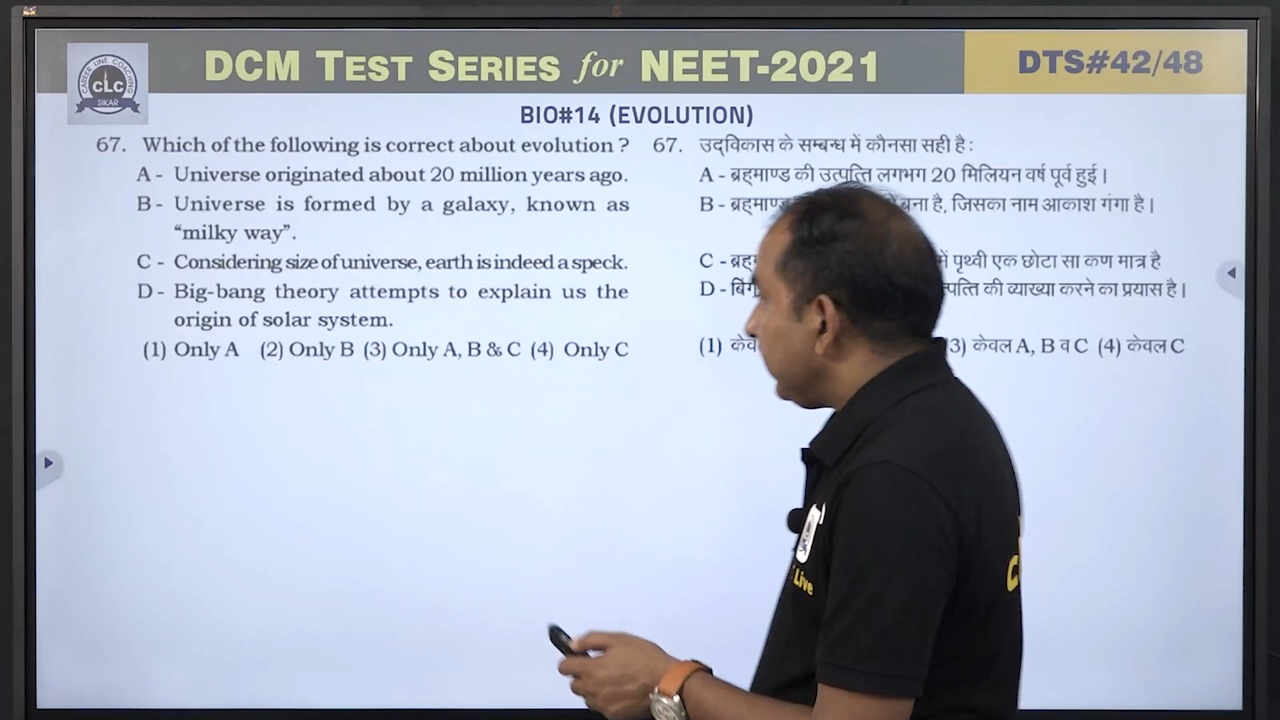 DCM TEST SERIES for NEET-2021
DTS#42/48
CAREER LINE COACHING
CLC
SIKAR
BIO#14 (EVOLUTION)
67. Which of the following is correct about evolution ?
A - Universe originated about 20 million years ago.
B - Universe is formed by a galaxy, known as
“milky way”.
C - Considering size of universe, earth is indeed a speck.
D - Big-bang theory attempts to explain us the
origin of solar system.
(1) Only A (2) Only B (3) Only A, B & C (4) Only C
67. उद्विकास के सम्बन्ध में कौनसा सही है :
A - ब्रह्माण्ड की उत्पत्ति लगभग 20 मिलियन वर्ष पूर्व हुई।
B - ब्रह्माण्ड बना है, जिसका नाम आकाश गंगा है।
C - में पृथ्वी एक छोटा सा कण मात्र है
D - की व्याख्या करने का प्रयास है।
(1) 3) केवल A, B व C (4) केवल C
Live